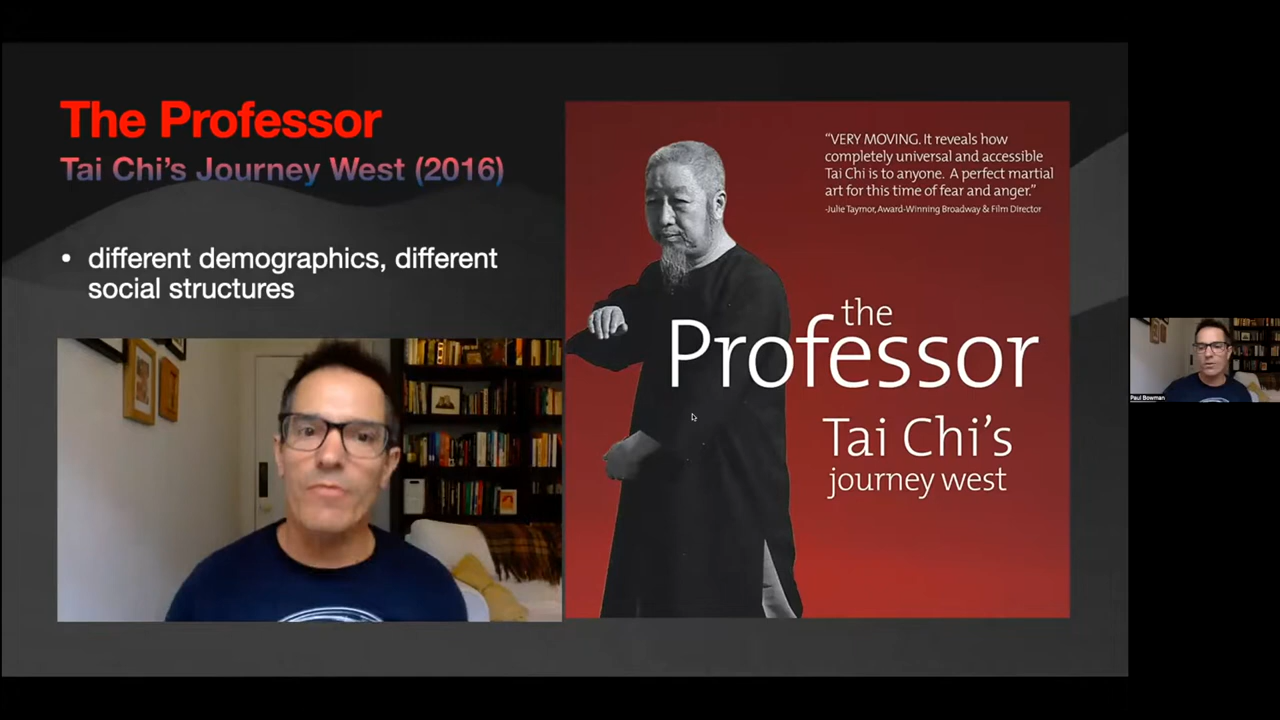 The Professor
Tai Chi's Journey West (2016)
• different demographics, different
social structures
“VERY MOVING. It reveals how
completely universal and accessible
Tai Chi is to anyone. A perfect martial
art for this time of fear and anger.”
-Julie Taymor, Award-Winning Broadway & Film Director
the
Professor
Tai Chi's
journey west
Paul Bowman